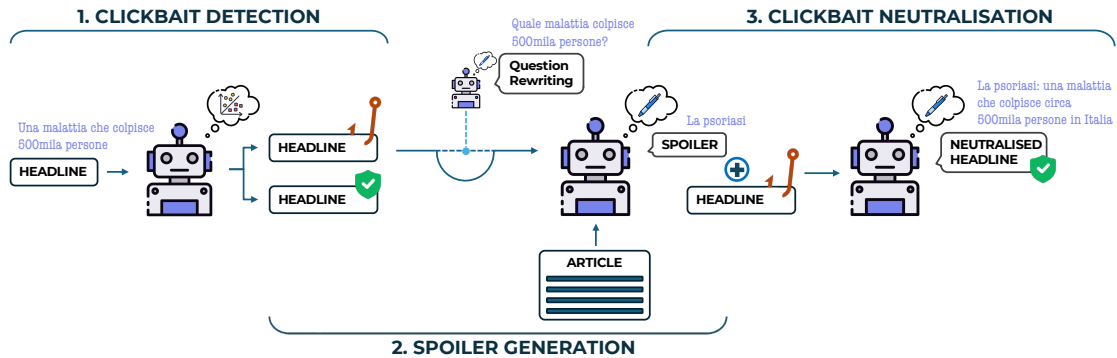 1. CLICKBAIT DETECTION
3. CLICKBAIT NEUTRALISATION
Quale malattia colpisce
500mila persone?
Question
Rewriting
Una malattia che colpisce
500mila persone
HEADLINE
HEADLINE
HEADLINE
La psoriasi
SPOILER
HEADLINE
La psoriasi: una malattia
che colpisce circa
500mila persone in Italia
NEUTRALISED
HEADLINE
ARTICLE
2. SPOILER GENERATION